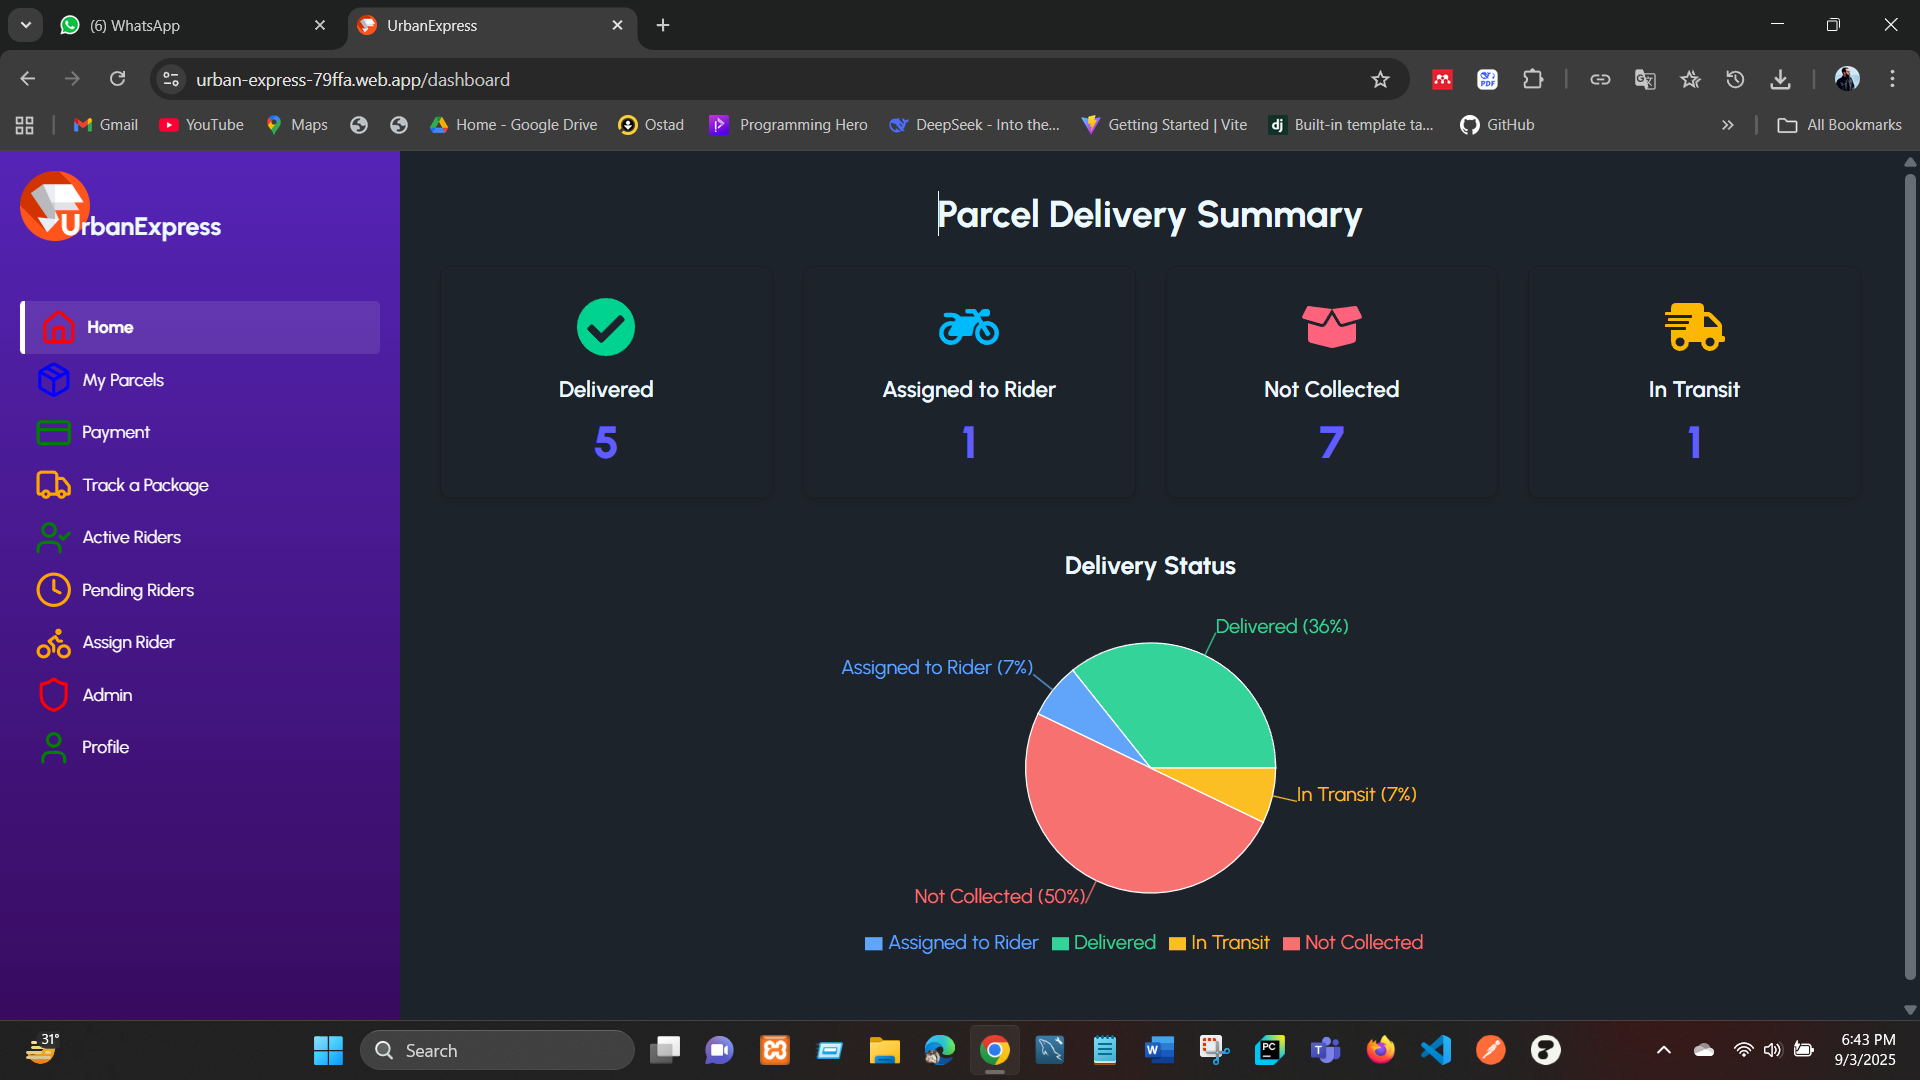 (6) WhatsApp
UrbanExpress
urban-express-79ffa.web.app/dashboard
PDF
Gmail
YouTube
Maps
Home - Google Drive
Ostad
Programming Hero
DeepSeek - Into the...
Getting Started | Vite
dj
Built-in template ta...
GitHub
All Bookmarks
UrbanExpress
Home
My Parcels
Payment
Track a Package
Active Riders
Pending Riders
Assign Rider
Admin
Profile
Parcel Delivery Summary
Delivered
5
Assigned to Rider
1
Not Collected
7
In Transit
1
Delivery Status
Delivered (36%)
Assigned to Rider (7%)
In Transit (7%)
Not Collected (50%)
Assigned to Rider Delivered In Transit Not Collected
31°
Search
PC
6:43 PM
9/3/2025